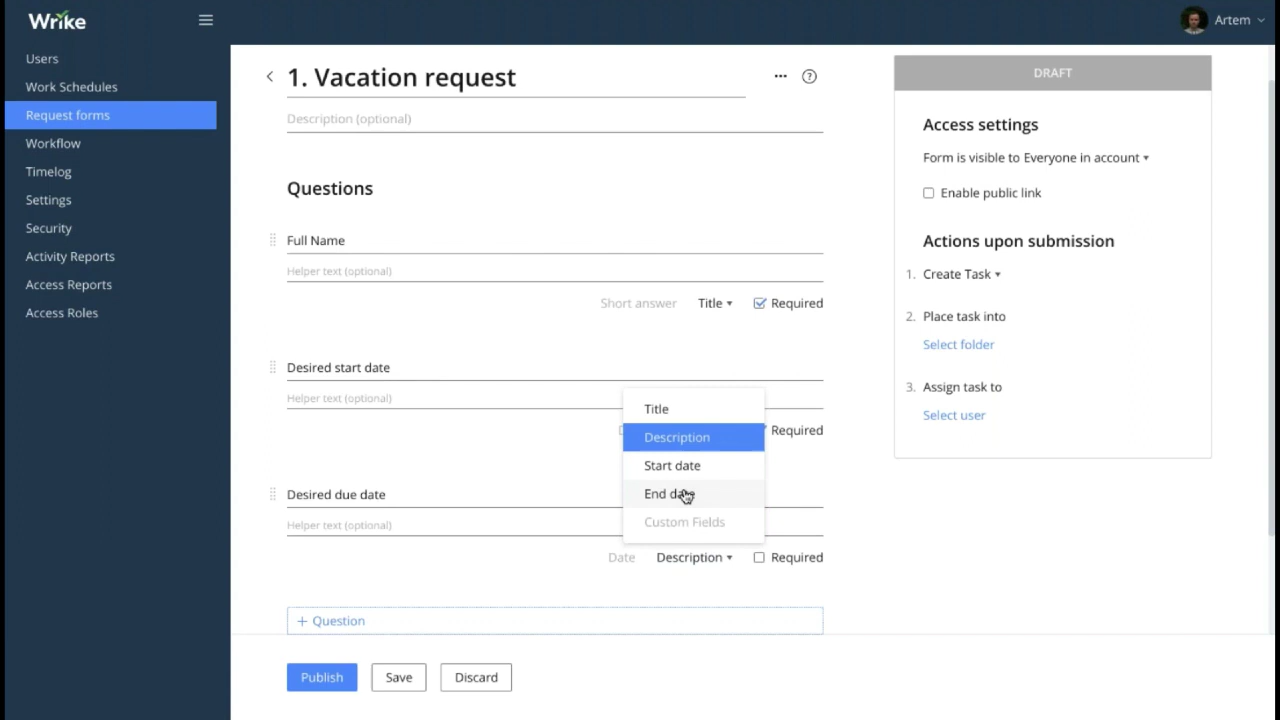 Wrike
Artem
Users
Work Schedules
Request forms
Workflow
Timelog
Settings
Security
Activity Reports
Access Reports
Access Roles
1. Vacation request
Description (optional)
Questions
Full Name
Helper text (optional)
Short answer Title Required
Desired start date
Helper text (optional)
Required
Title
Description
Start date
End date
Custom Fields
Desired due date
Helper text (optional)
Date Description Required
+ Question
Publish Save Discard
DRAFT
Access settings
Form is visible to Everyone in account
Enable public link
Actions upon submission
1. Create Task
2. Place task into
Select folder
3. Assign task to
Select user